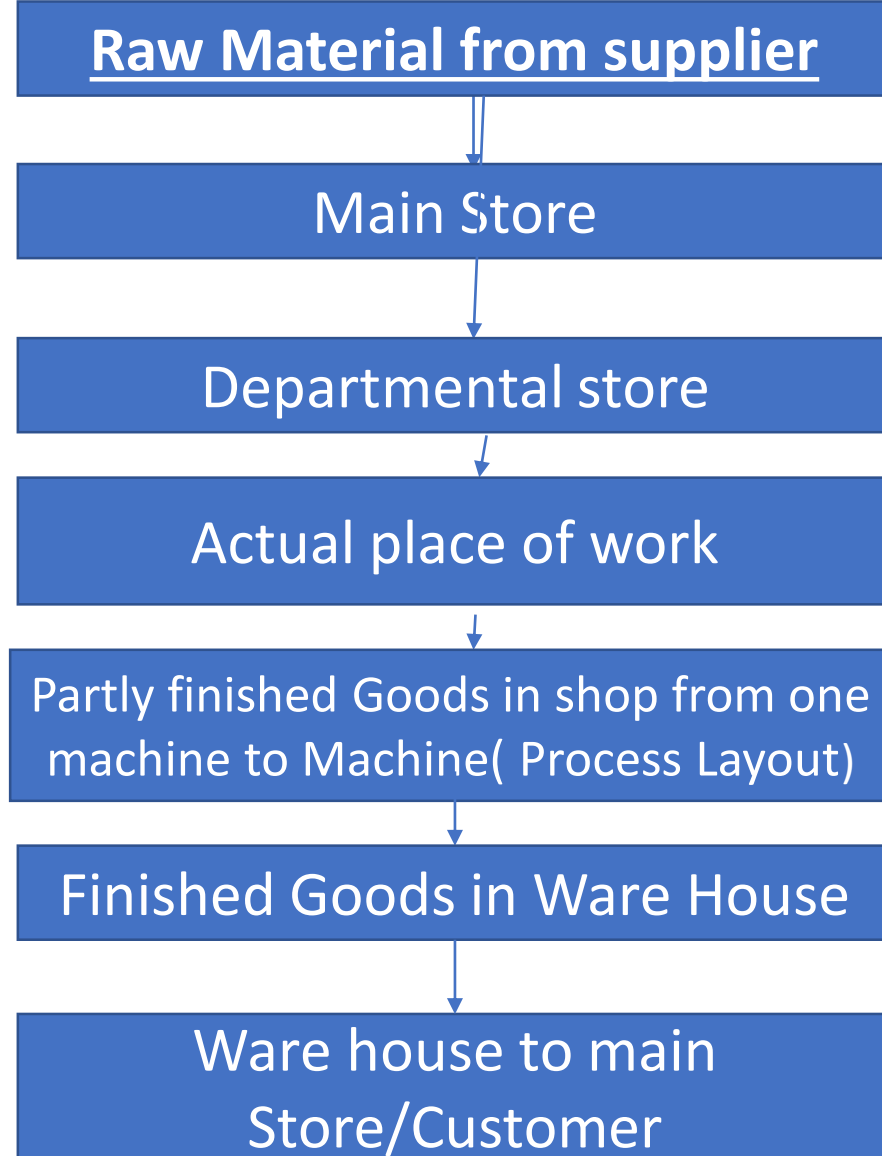 Raw Material from supplier
Main Store
Departmental store
Actual place of work
Partly finished Goods in shop from one
machine to Machine( Process Layout)
Finished Goods in Ware House
Ware house to main
Store/Customer